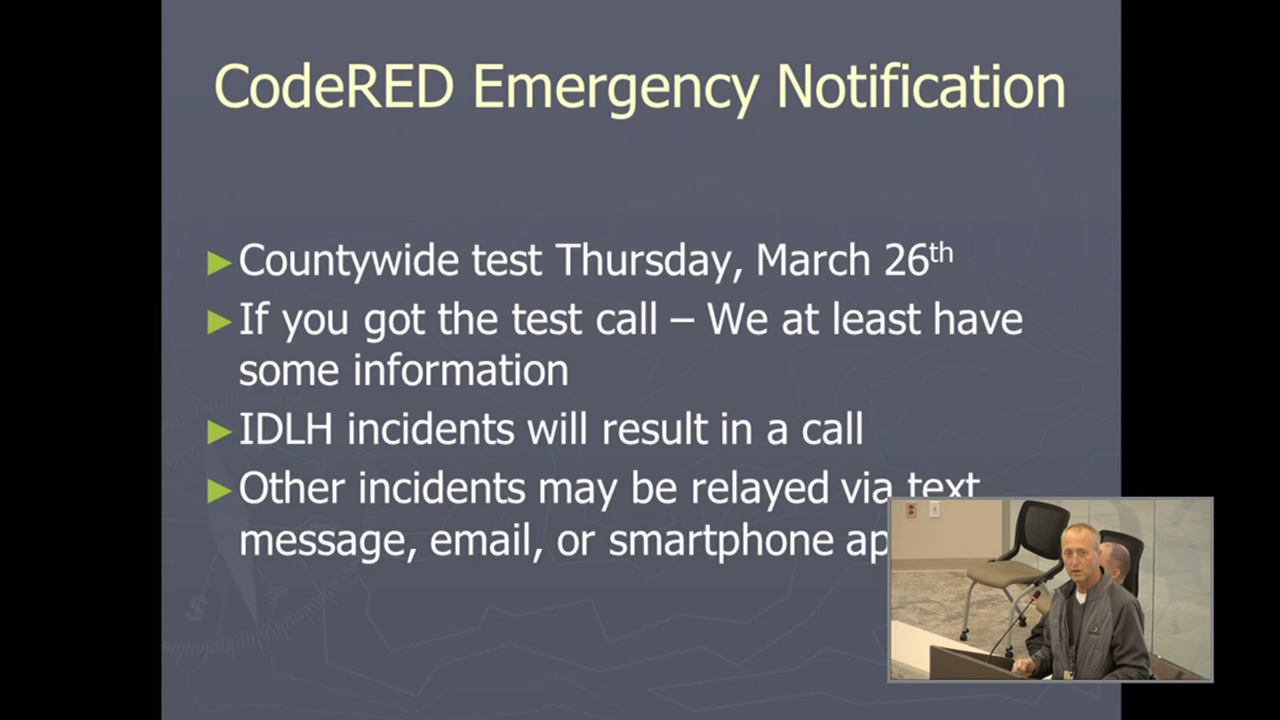 CodeRED Emergency Notification
►Countywide test Thursday, March 26th
►If you got the test call – We at least have
some information
►IDLH incidents will result in a call
►Other incidents may be relayed via text
message, email, or smartphone